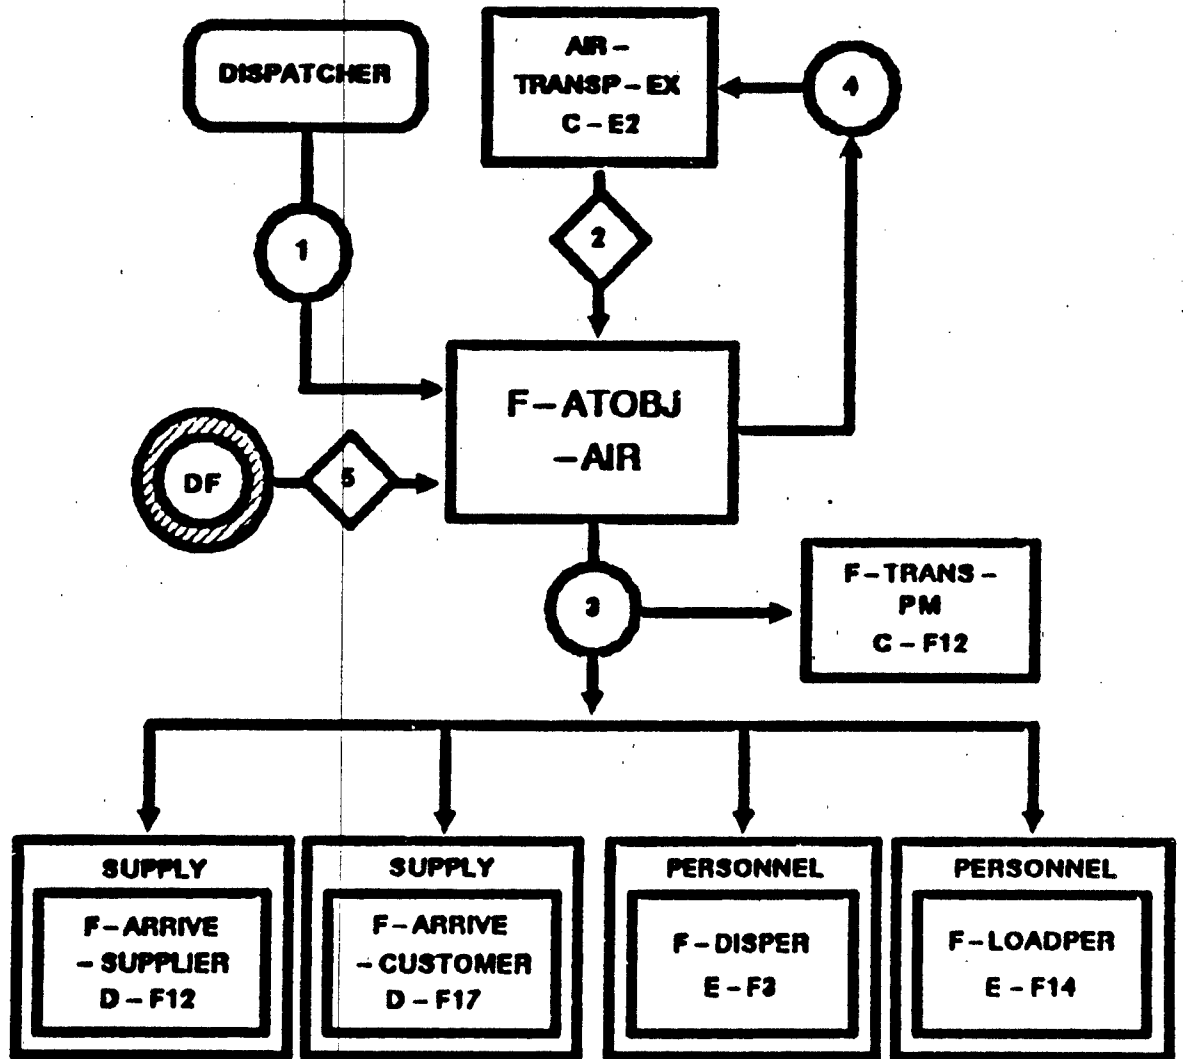 DISPATCHER
AIR-
TRANSP-EX
C-E2
4
1
2
F-ATOBJ
-AIR
DF
5
3
F-TRANS-
PM
C-F12
SUPPLY
F-ARRIVE
-SUPPLIER
D-F12
SUPPLY
F-ARRIVE
-CUSTOMER
D-F17
PERSONNEL
F-DISPER
E-F3
PERSONNEL
F-LOADPER
E-F14